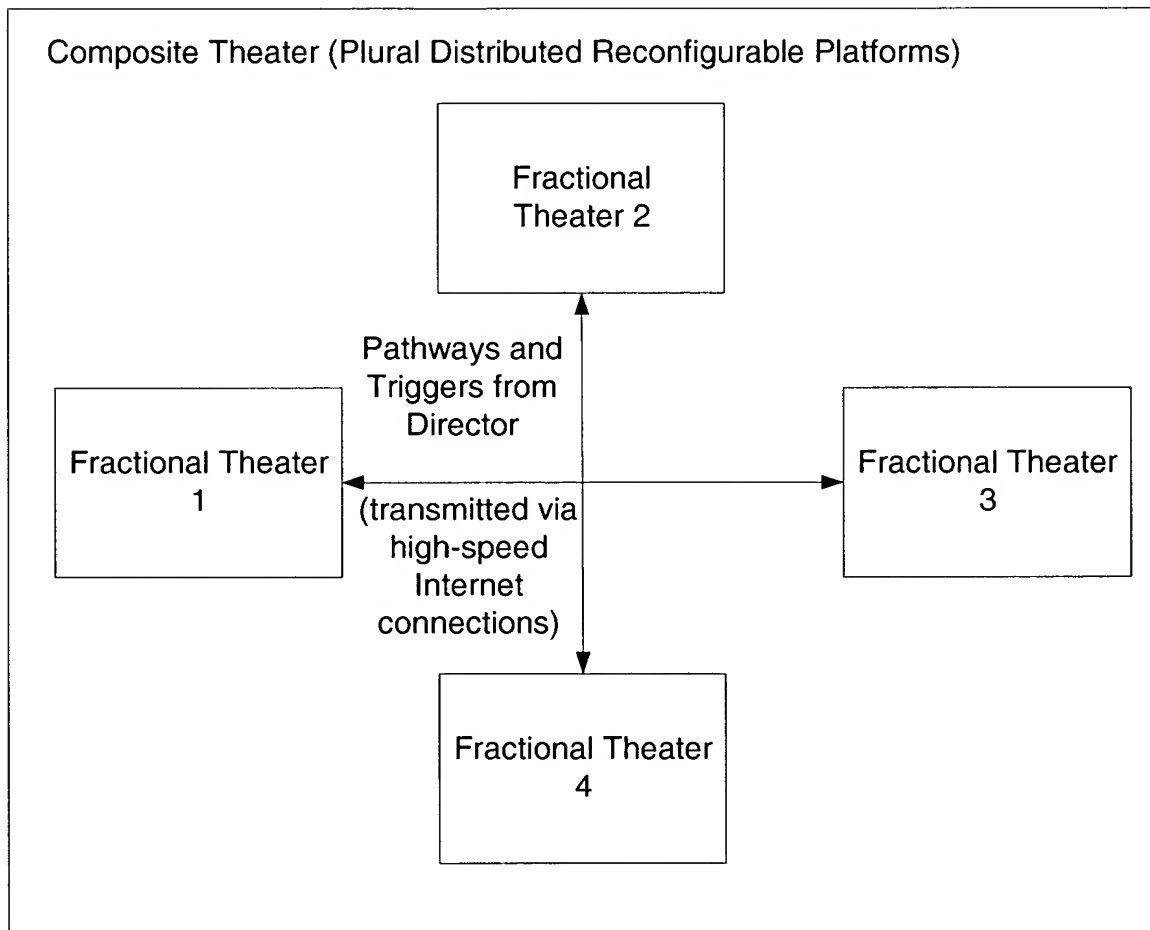 Composite Theater (Plural Distributed Reconfigurable Platforms)
Fractional
Theater 2
Pathways and
Triggers from
Director
Fractional Theater
1
Fractional Theater
3
(transmitted via
high-speed
Internet
connections)
Fractional Theater
4